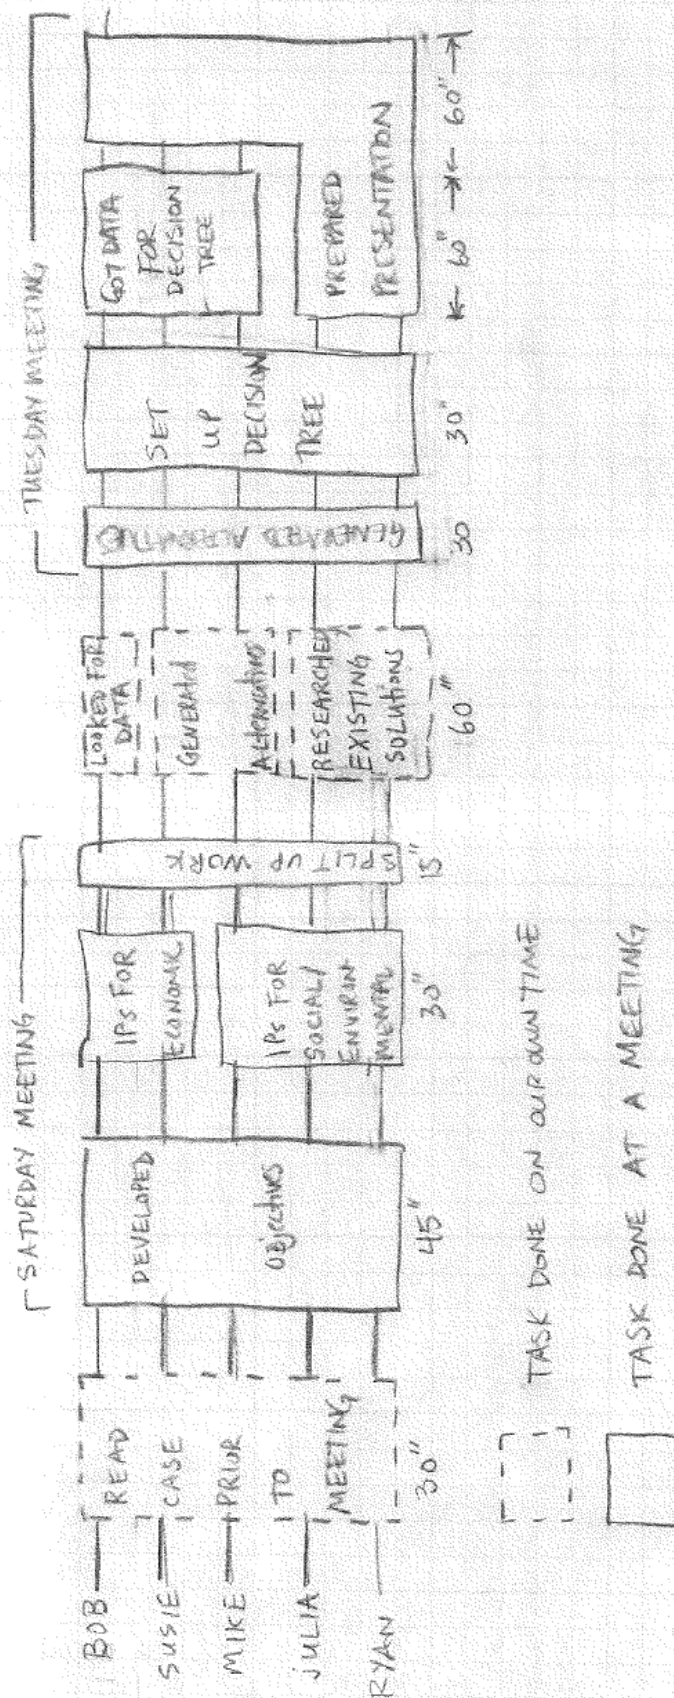 SATURDAY MEETING
TUESDAY MEETING
BOB
SUSIE
MIKE
JULIA
RYAN
READ
CASE
PRIOR
TO
MEETING
30"
DEVELOPED
Objectives
45"
IPs FOR
ECONOMIC
IPs FOR
SOCIAL/
ENVIRON
MENTAL
30"
SPLIT UP WORK
15"
LOOKED FOR
DATA
GENERAtED
AlternAtives
RESEARCHED
EXISTING
SOLUTIONS
60"
GENERATED ALTERNATIVES
30
SET
UP
DECISION
TREE
30"
GOT DATA
FOR
DECISION
TREE
PREPARED
PRESENTATION
60"
60"
TASK DONE ON OUR OWN TIME
TASK DONE AT A MEETING